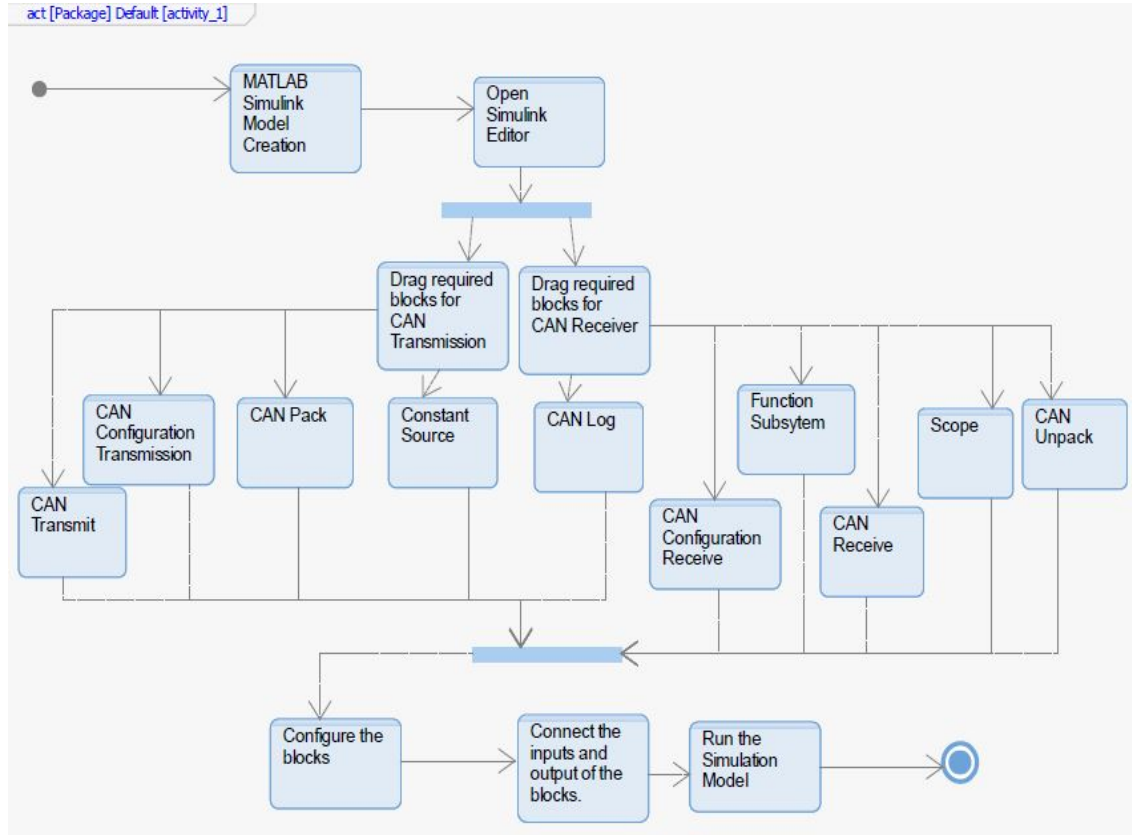 act [Package] Default [activity_1]
MATLAB
Simulink
Model
Creation
Open
Simulink
Editor
Drag required
blocks for
CAN
Transmission
Drag required
blocks for
CAN Receiver
CAN
Transmit
CAN
Configuration
Transmission
CAN Pack
Constant
Source
CAN Log
CAN
Configuration
Receive
Function
Subsytem
CAN
Receive
Scope
CAN
Unpack
Configure the
blocks
Connect the
inputs and
output of the
blocks.
Run the
Simulation
Model